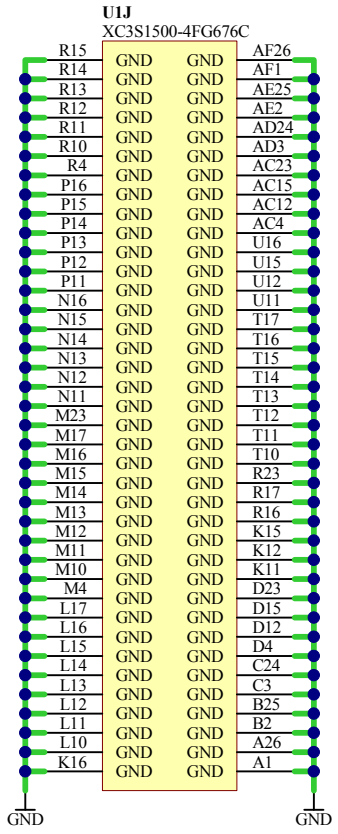 U1J
XC3S1500-4FG676C
R15 GND GND AF26
R14 GND GND AF1
R13 GND GND AE25
R12 GND GND AE2
R11 GND GND AD24
R10 GND GND AD3
R4 GND GND AC23
P16 GND GND AC15
P15 GND GND AC12
P14 GND GND AC4
P13 GND GND U16
P12 GND GND U15
P11 GND GND U12
N16 GND GND U11
N15 GND GND T17
N14 GND GND T16
N13 GND GND T15
N12 GND GND T14
N11 GND GND T13
M23 GND GND T12
M17 GND GND T11
M16 GND GND T10
M15 GND GND R23
M14 GND GND R17
M13 GND GND R16
M12 GND GND K15
M11 GND GND K12
M10 GND GND K11
M4 GND GND D23
L17 GND GND D15
L16 GND GND D12
L15 GND GND D4
L14 GND GND C24
L13 GND GND C3
L12 GND GND B25
L11 GND GND B2
L10 GND GND A26
K16 GND GND A1
GND GND